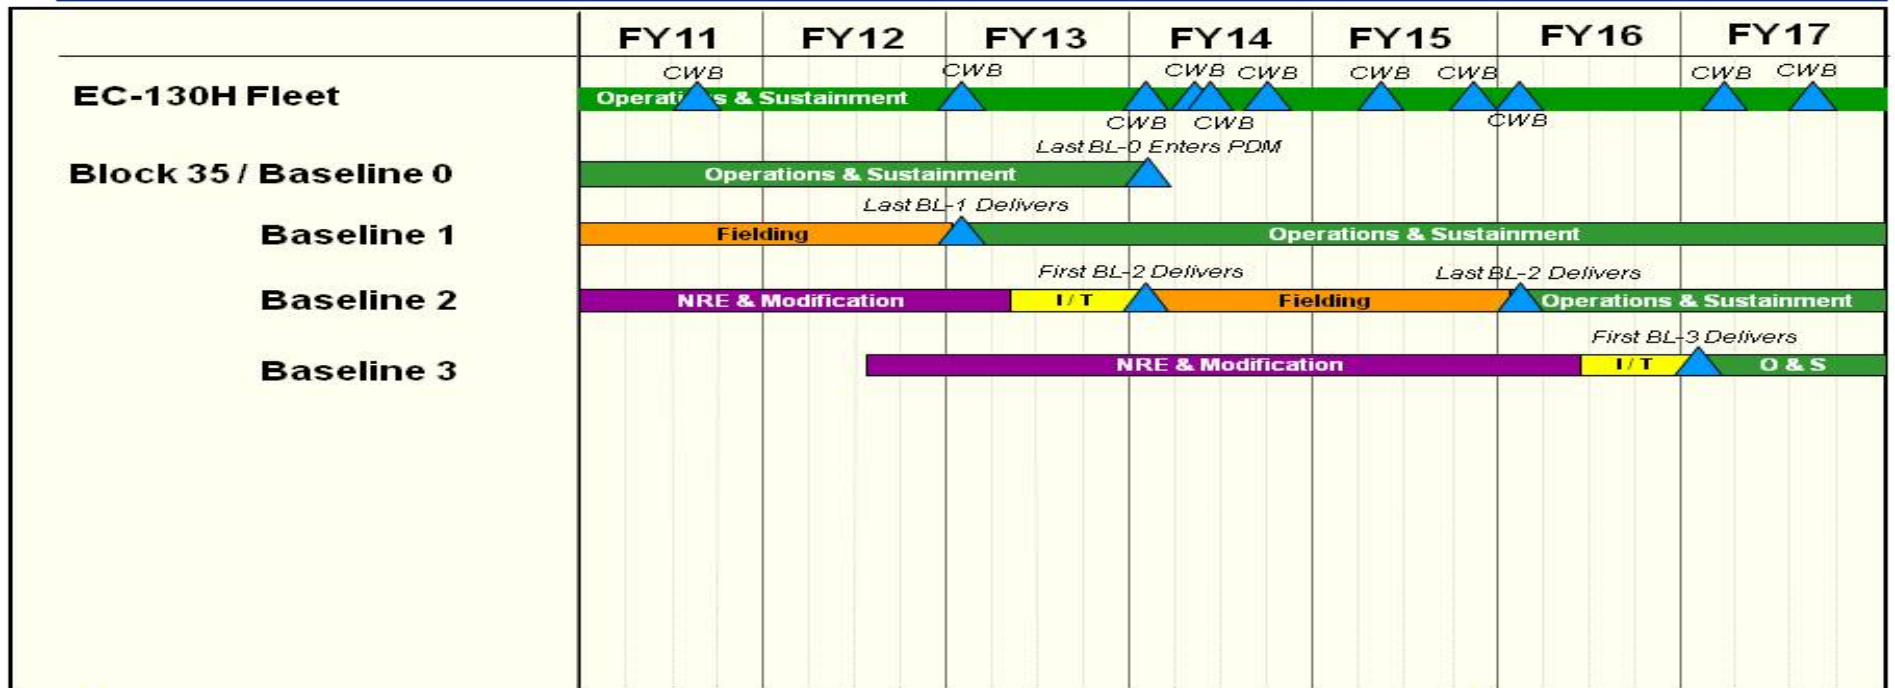 FY11 FY12 FY13 FY14 FY15 FY16 FY17
CWB CWB CWB CWB CWB CWB CWB CWB
EC-130H Fleet Operations & Sustainment
CWB CWB CWB
Last BL-0 Enters PDM
Block 35 / Baseline 0 Operations & Sustainment
Last BL-1 Delivers
Baseline 1 Fielding Operations & Sustainment
First BL-2 Delivers Last BL-2 Delivers
Baseline 2 NRE & Modification I / T Fielding Operations & Sustainment
First BL-3 Delivers
Baseline 3 NRE & Modification I / T O & S